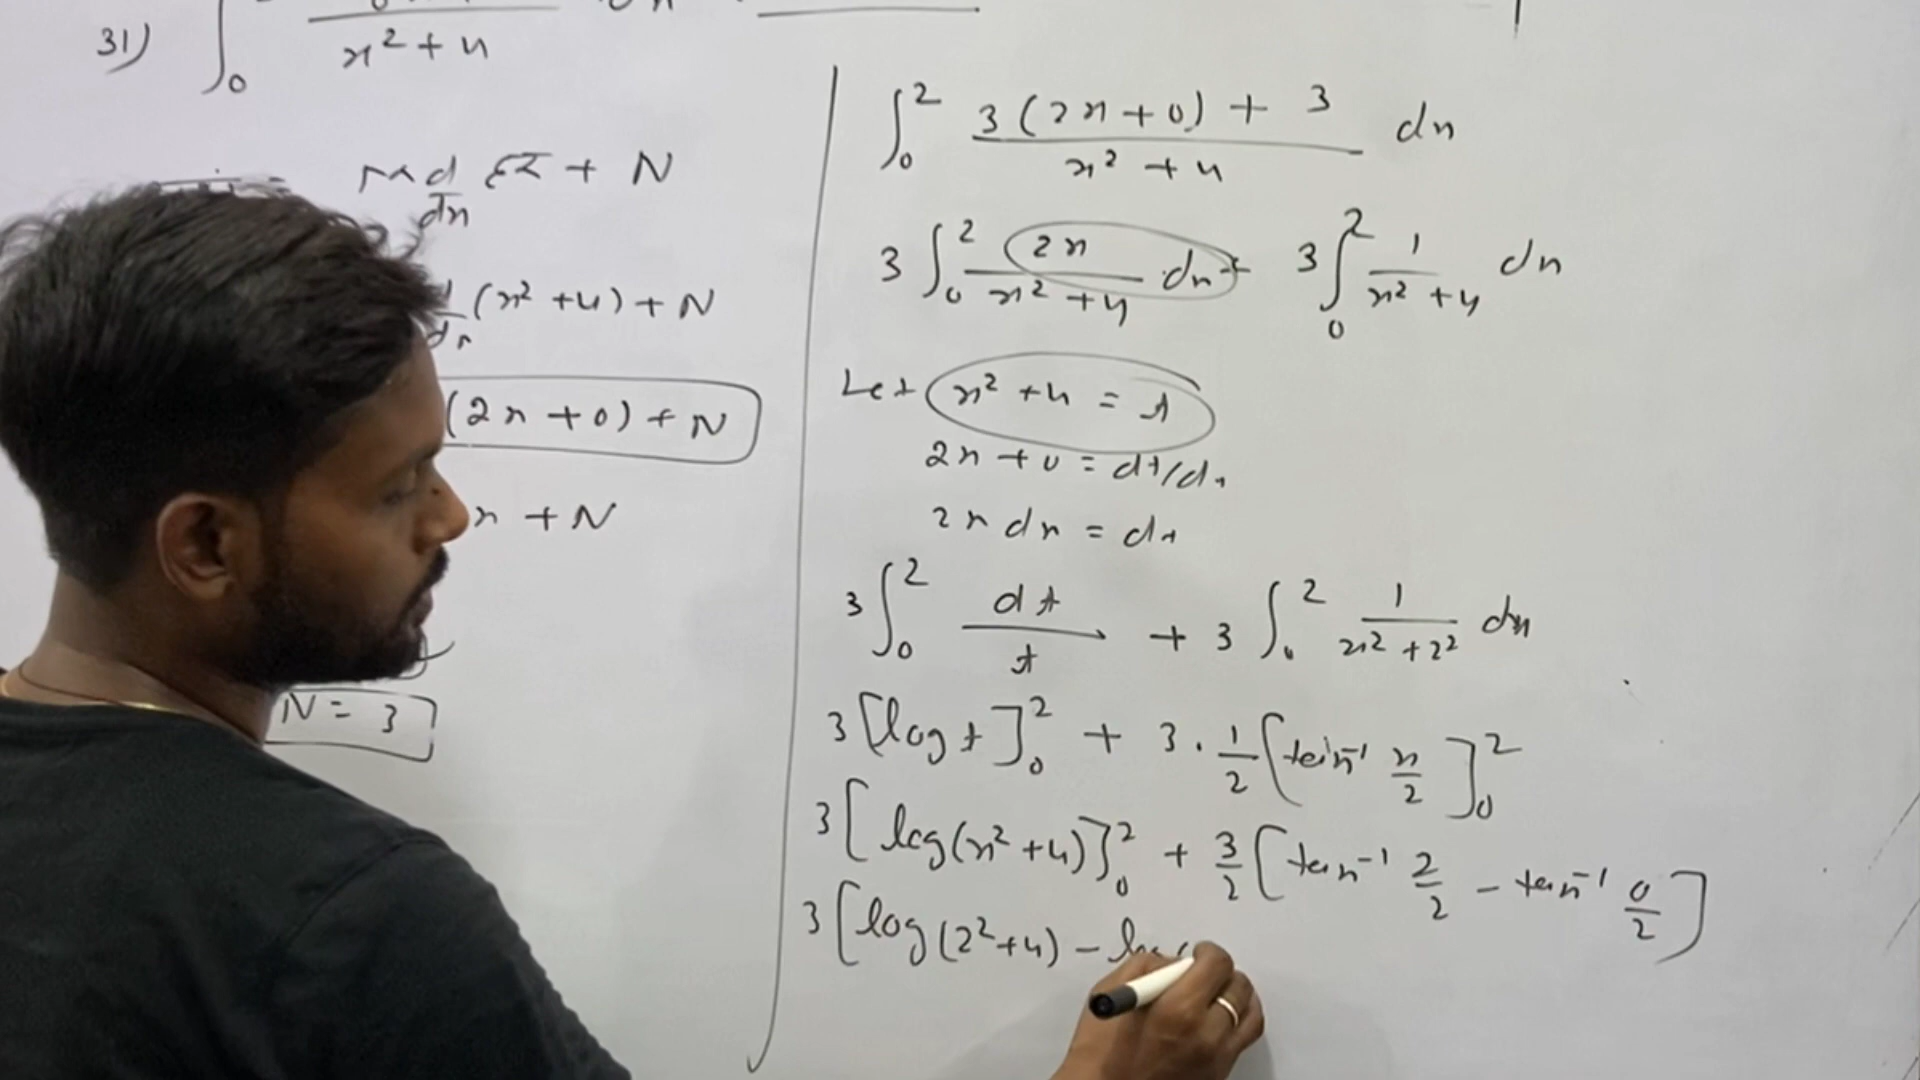 31) ∫₀ / x² + 4
d/dx + N
(x² + 4) + N
(2x + 0) + N
x + N
N = 3
∫₀² 3(2x + 0) + 3 / x² + 4 dx
3 ∫₀² 2x / x² + 4 dx + 3 ∫₀² 1 / x² + 4 dx
Let x² + 4 = t
2x + 0 = dt/dx
2x dx = dt
3 ∫₀² dt / t + 3 ∫₀² 1 / x² + 2² dx
3 [log t]₀² + 3 · 1/2 [tan⁻¹ x/2]₀²
3 [log(x² + 4)]₀² + 3/2 [tan⁻¹ 2/2 − tan⁻¹ 0/2]
3 [log(2² + 4) −